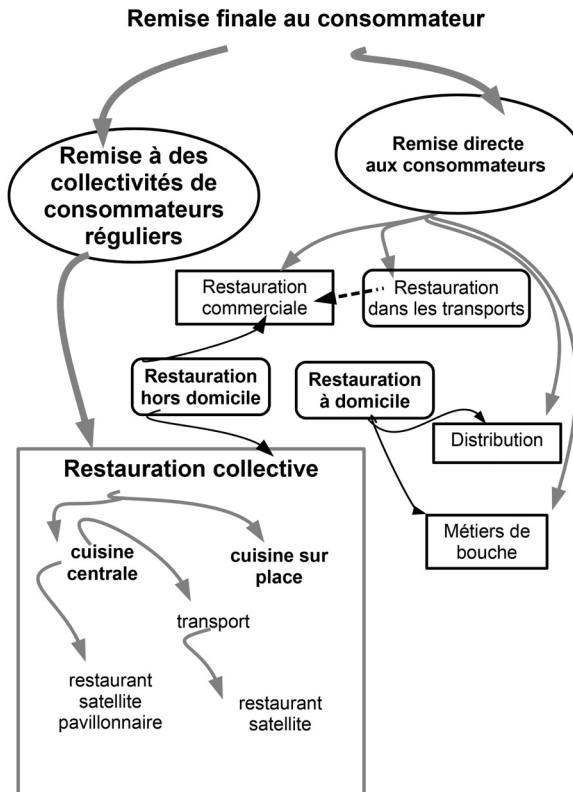 Remise finale au consommateur
Remise à des
collectivités de
consommateurs
réguliers
Remise directe
aux consommateurs
Restauration
commerciale
Restauration
dans les transports
Restauration
hors domicile
Restauration
à domicile
Distribution
Métiers de
bouche
Restauration collective
cuisine
centrale
cuisine sur
place
transport
restaurant
satellite
pavillonnaire
restaurant
satellite